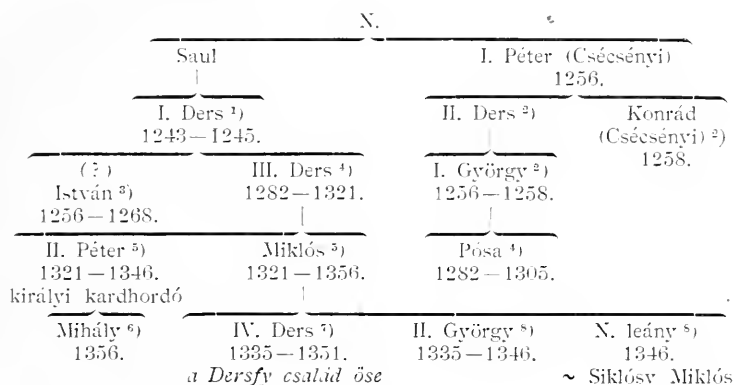 N.
Saul I. Péter (Csécsényi)
1256.
I. Ders ¹) II. Ders ²) Konrád
1243—1245. (Csécsényi) ²)
1258.
(?) III. Ders ⁴) I. György ²)
István ³) 1282—1321. 1256—1258.
1256—1268.
II. Péter ⁵) Miklós ⁵) Pósa ⁴)
1321—1346. 1321—1356. 1282—1305.
királyi kardhordó
Mihály ⁶) IV. Ders ⁷) II. György ⁸) N. leány ⁸)
1356. 1335—1351. 1335—1346. 1346.
a Dersfy család őse ~ Siklósy Miklós